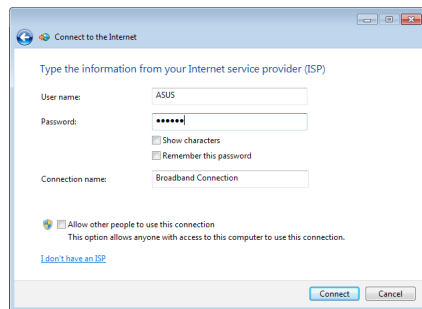 Connect to the Internet
Type the information from your Internet service provider (ISP)
User name: ASUS
Password: ••••••
Show characters
Remember this password
Connection name: Broadband Connection
Allow other people to use this connection
This option allows anyone with access to this computer to use this connection.
I don't have an ISP
Connect Cancel